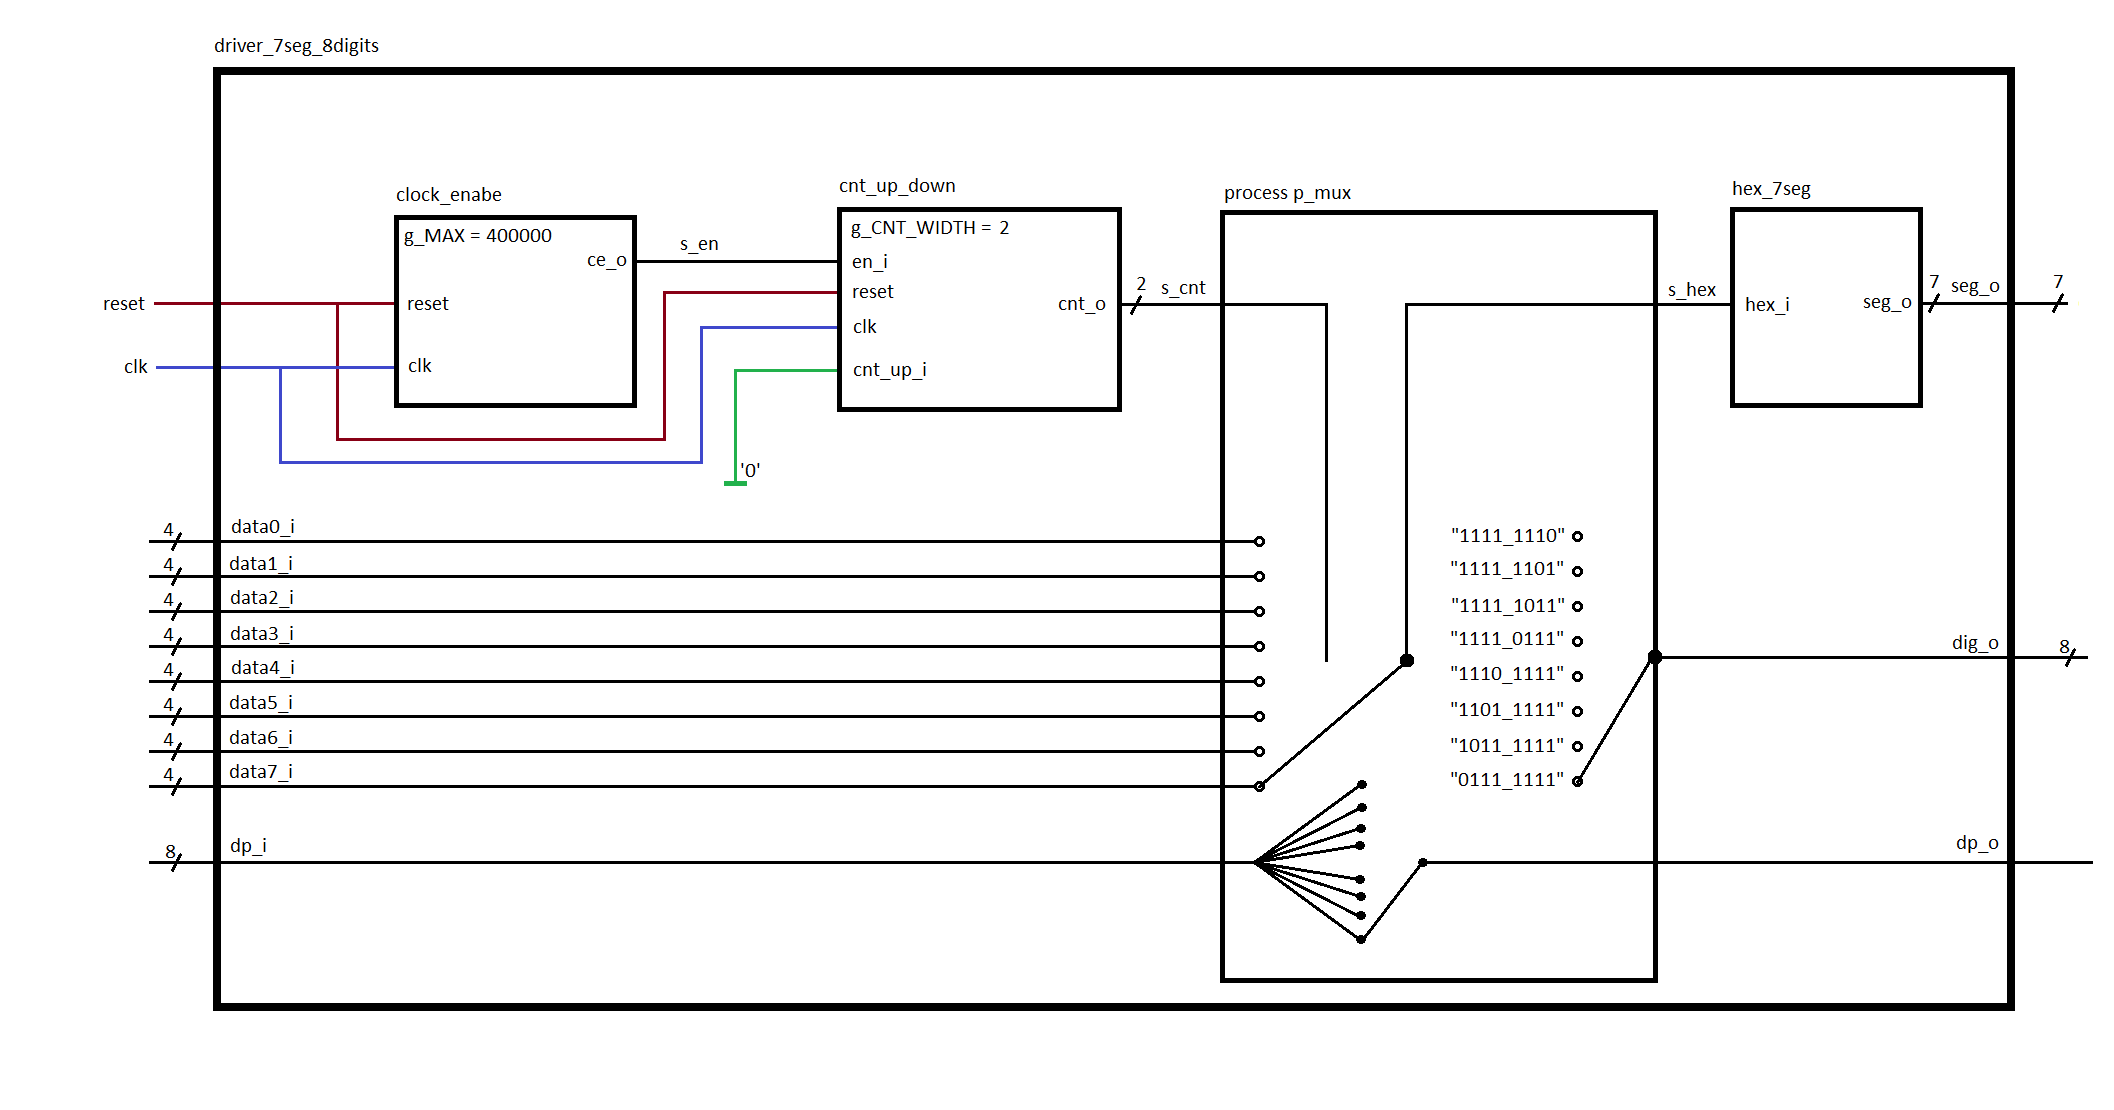 driver_7seg_8digits
clock_enabe
cnt_up_down
process p_mux
hex_7seg
g_MAX = 400000
ce_o
reset
clk
s_en
g_CNT_WIDTH = 2
en_i
reset
clk
cnt_up_i
cnt_o
2
s_cnt
s_hex
hex_i
seg_o
7
seg_o
7
reset
clk
'0'
4
data0_i
4
data1_i
4
data2_i
4
data3_i
4
data4_i
4
data5_i
4
data6_i
4
data7_i
8
dp_i
"1111_1110"
"1111_1101"
"1111_1011"
"1111_0111"
"1110_1111"
"1101_1111"
"1011_1111"
"0111_1111"
dig_o
8
dp_o